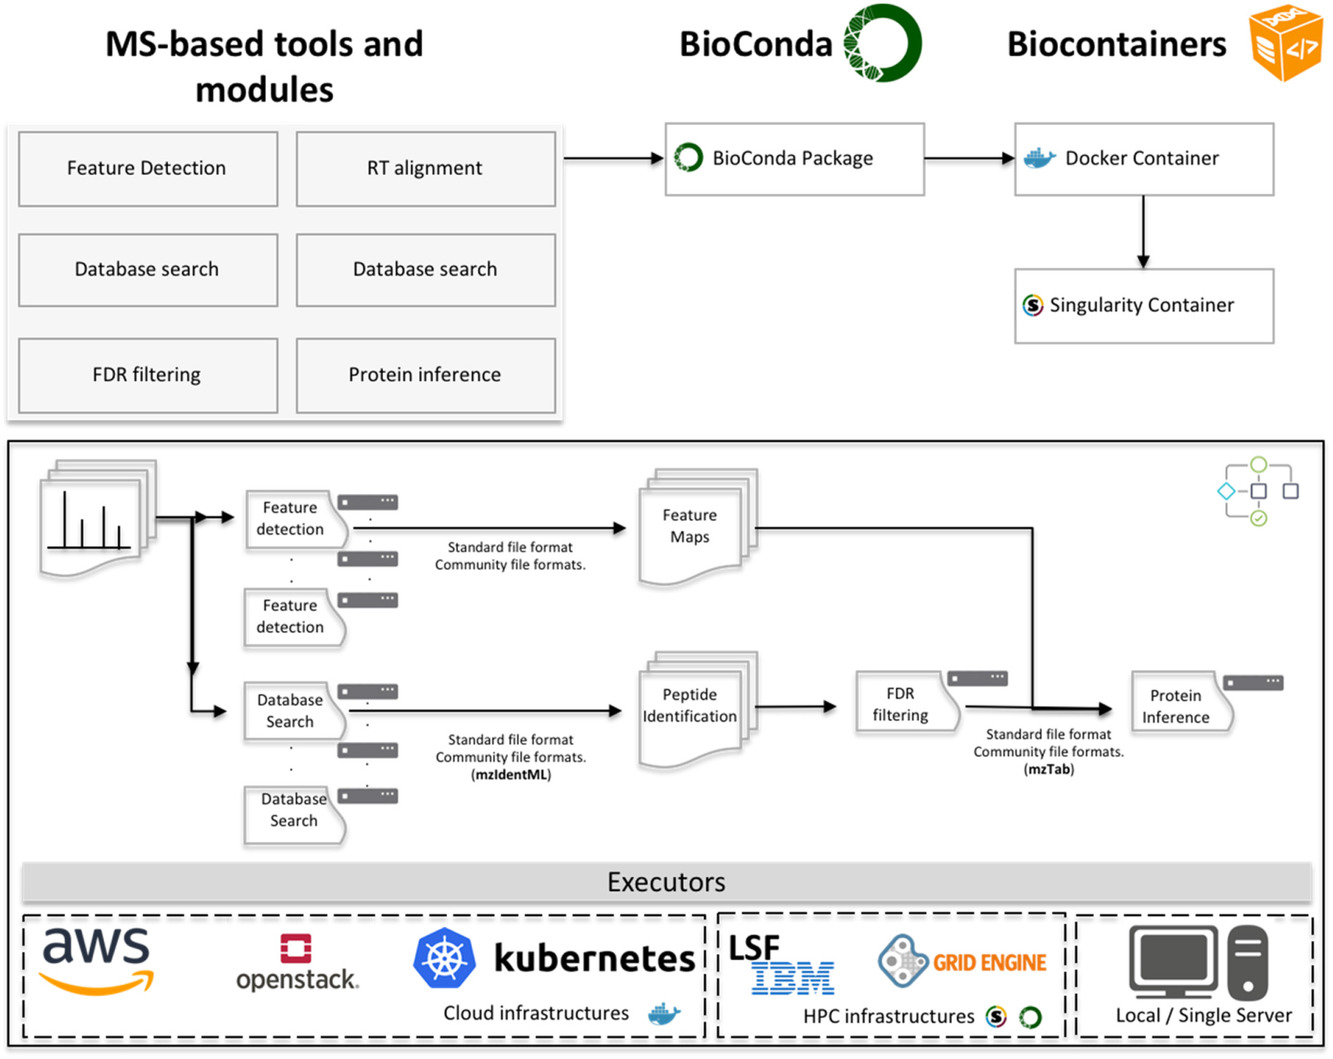 MS-based tools and
modules
BioConda
Biocontainers
Feature Detection
RT alignment
BioConda Package
Docker Container
Database search
Database search
Singularity Container
FDR filtering
Protein inference
Feature
detection
Standard file format
Community file formats.
Feature
Maps
Feature
detection
Database
Search
Standard file format
Community file formats.
(mzIdentML)
Peptide
Identification
FDR
filtering
Standard file format
Community file formats.
(mzTab)
Protein
Inference
Database
Search
Executors
aws
openstack.
kubernetes
Cloud infrastructures
LSF
IBM
GRID ENGINE
HPC infrastructures
Local / Single Server